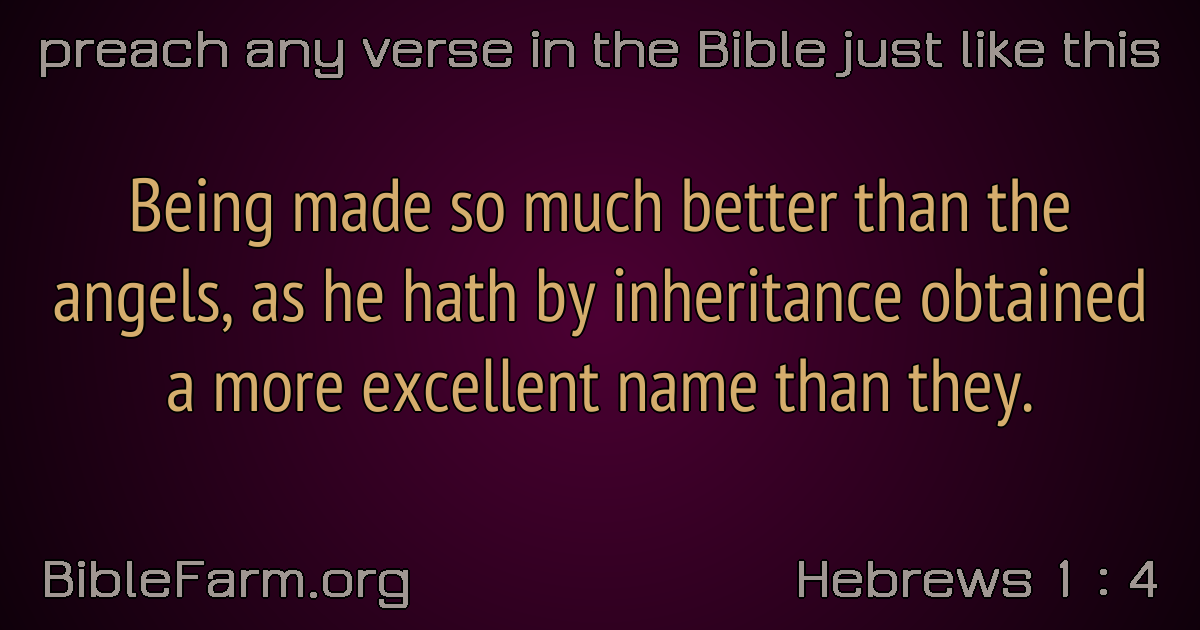 preach any verse in the Bible just like this
Being made so much better than the
angels, as he hath by inheritance obtained
a more excellent name than they.
BibleFarm.org
Hebrews 1 : 4